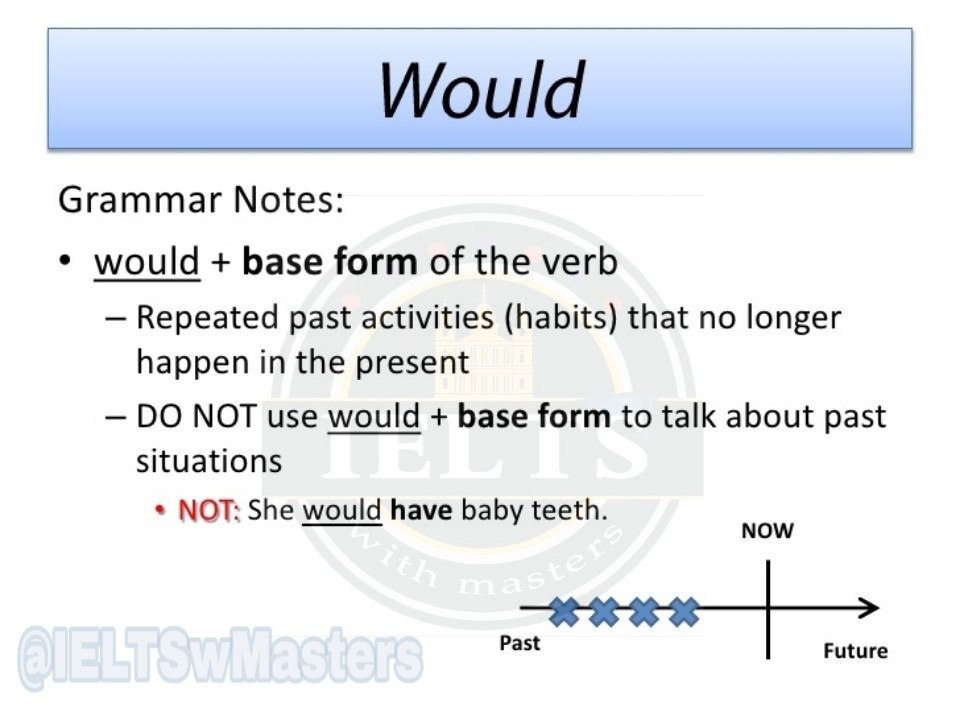 Would
Grammar Notes:
• would + base form of the verb
– Repeated past activities (habits) that no longer
happen in the present
– DO NOT use would + base form to talk about past
situations
• NOT: She would have baby teeth.
IELTS
with masters
NOW
Past
Future
@IELTSwMasters